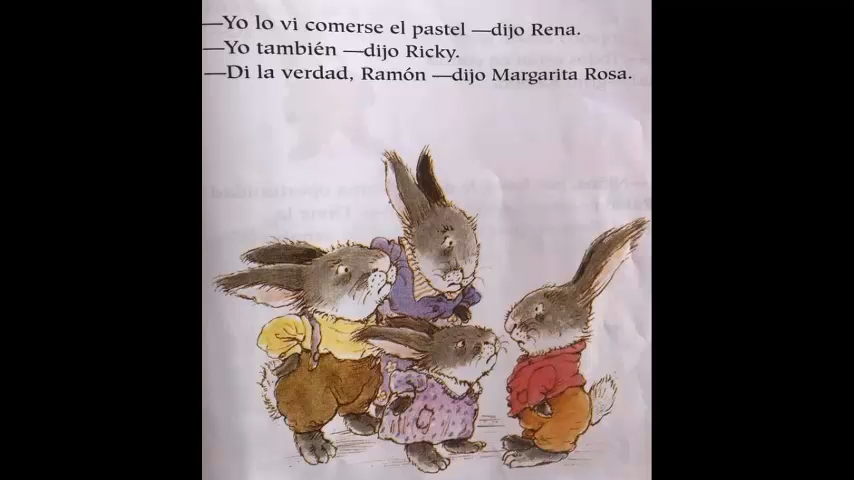 —Yo lo vi comerse el pastel —dijo Rena.
—Yo también —dijo Ricky.
—Di la verdad, Ramón —dijo Margarita Rosa.